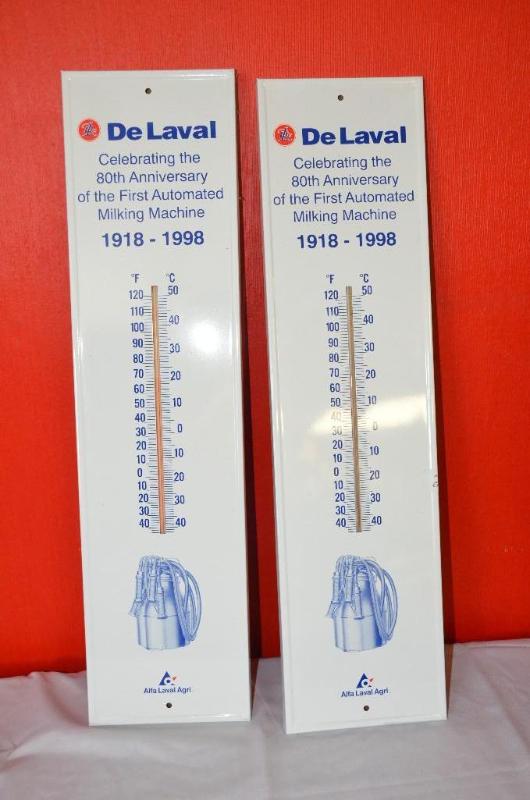 De Laval
Celebrating the
80th Anniversary
of the First Automated
Milking Machine
1918 - 1998
°F °C
120 50
110
100 40
90
80 30
70
60 20
50 10
40
30 0
20
10 10
0
10 20
20 30
30
40 40
Alfa Laval Agri
De Laval
Celebrating the
80th Anniversary
of the First Automated
Milking Machine
1918 - 1998
°F °C
120 50
110
100 40
90
80 30
70
60 20
50 10
40
30 0
20
10 10
0
10 20
20 30
30
40 40
Alfa Laval Agri